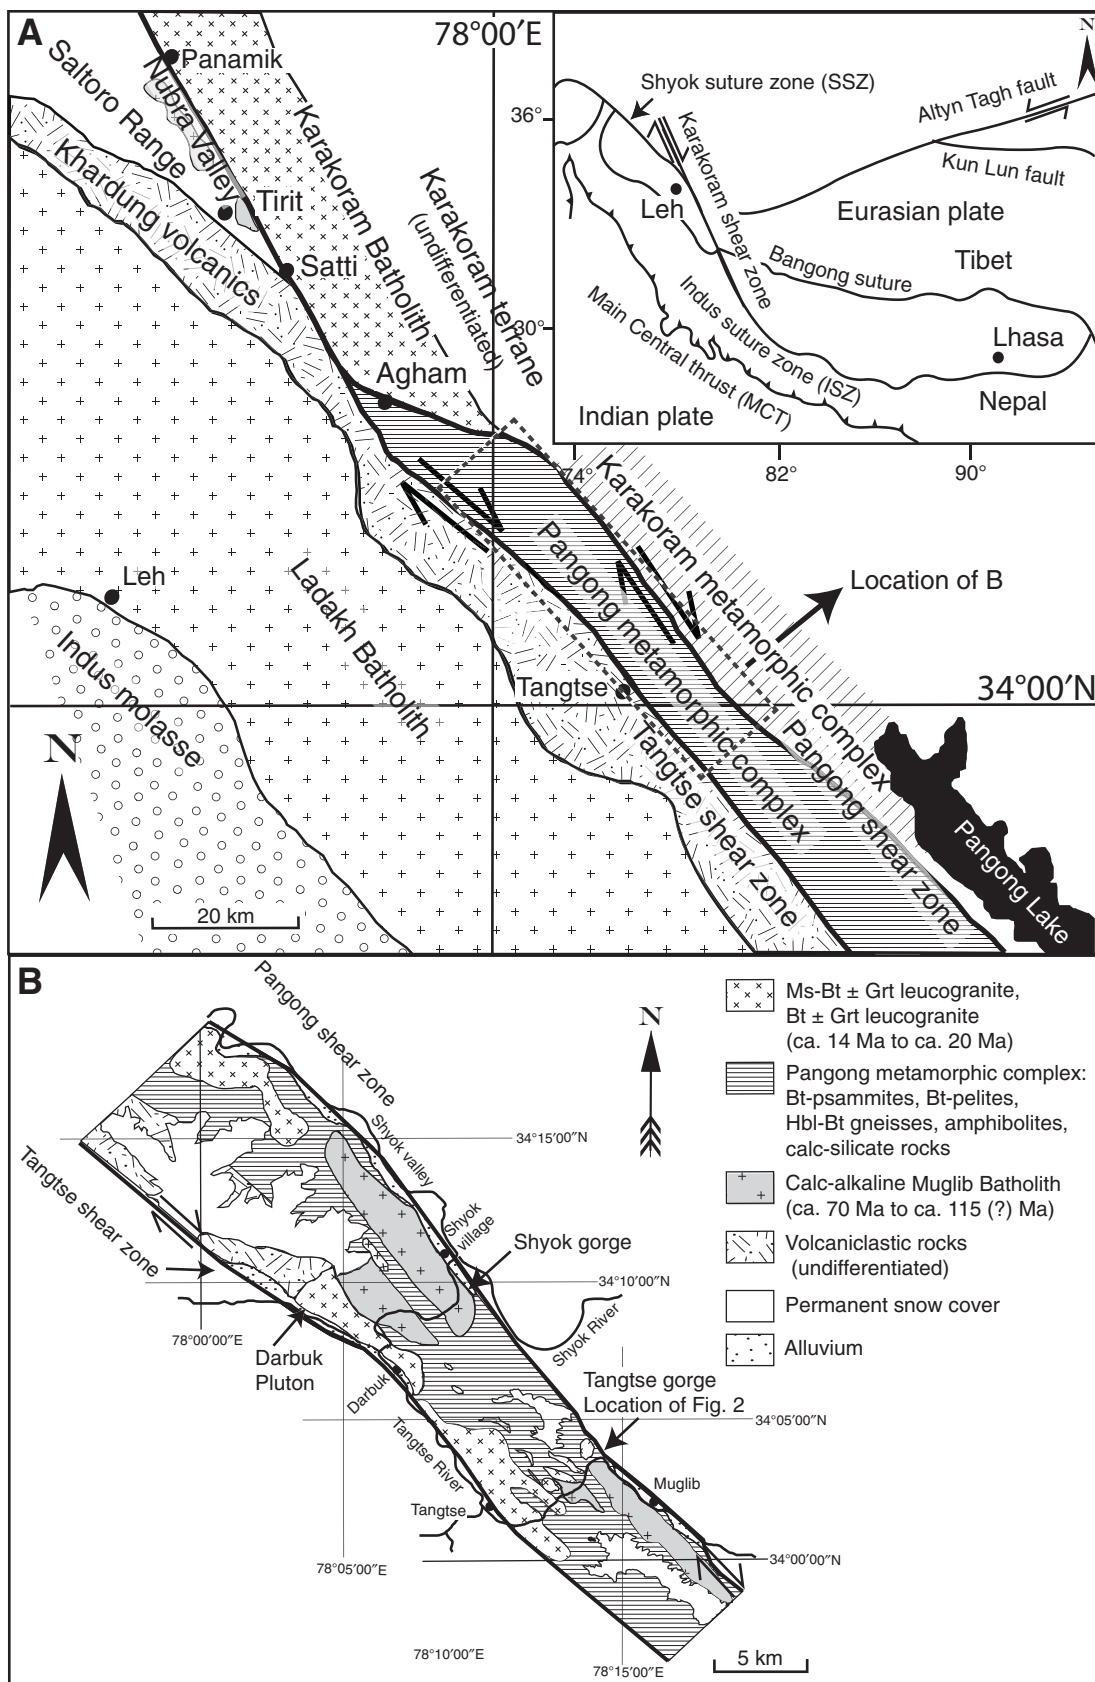 A
78°00′E
Panamik
Saltoro Range
Nubra Valley
Khardung volcanics
Tirit
Satti
Karakoram Batholith
Karakoram terrane
(undifferentiated)
Agham
Leh
Indus molasse
Ladakh Batholith
Pangong metamorphic complex
Karakoram metamorphic complex
Location of B
Tangtse
34°00′N
Tangtse shear zone
Pangong shear zone
Pangong Lake
N
20 km
N
Shyok suture zone (SSZ)
36°
Karakoram shear zone
Altyn Tagh fault
Kun Lun fault
Leh
Eurasian plate
Tibet
Bangong suture
30°
Indus suture zone (ISZ)
Main Central thrust (MCT)
Lhasa
Nepal
Indian plate
74°
82°
90°
B
Pangong shear zone
N
Shyok valley
34°15′00″N
Tangtse shear zone
Shyok
village
Shyok gorge
34°10′00″N
78°00′00″E
Shyok River
Darbuk
Pluton
Darbuk
Tangtse gorge
Location of Fig. 2
34°05′00″N
Tangtse River
Muglib
Tangtse
34°00′00″N
78°05′00″E
78°10′00″E
78°15′00″E
5 km
Ms-Bt ± Grt leucogranite,
Bt ± Grt leucogranite
(ca. 14 Ma to ca. 20 Ma)
Pangong metamorphic complex:
Bt-psammites, Bt-pelites,
Hbl-Bt gneisses, amphibolites,
calc-silicate rocks
Calc-alkaline Muglib Batholith
(ca. 70 Ma to ca. 115 (?) Ma)
Volcaniclastic rocks
(undifferentiated)
Permanent snow cover
Alluvium